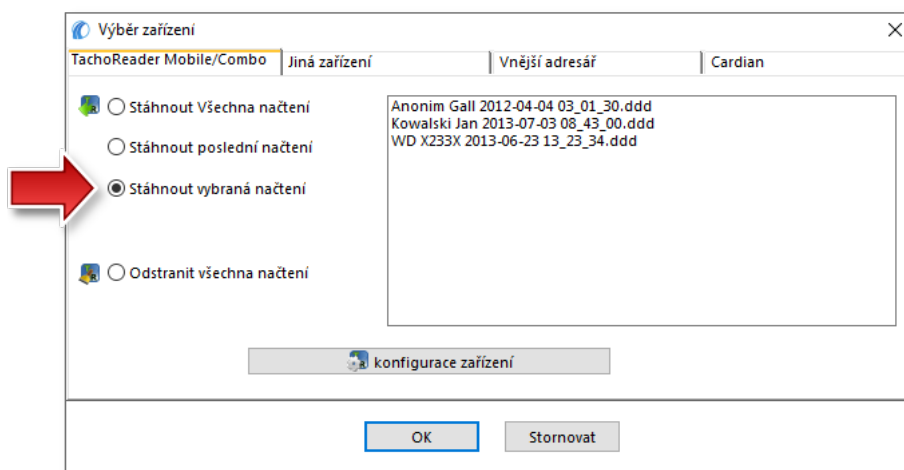 Výběr zařízení
TachoReader Mobile/Combo
Jiná zařízení
Vnější adresář
Cardian
Stáhnout Všechna načtení
Stáhnout poslední načtení
Stáhnout vybraná načtení
Odstranit všechna načtení
Anonim Gall 2012-04-04 03_01_30.ddd
Kowalski Jan 2013-07-03 08_43_00.ddd
WD X233X 2013-06-23 13_23_34.ddd
konfigurace zařízení
OK
Stornovat